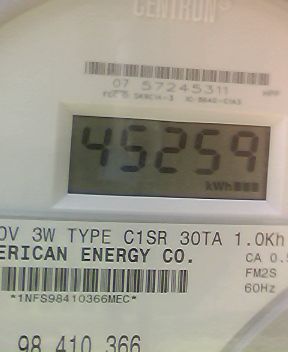 CENTRON®
07 57245311
45259
kWh
0V 3W TYPE C1SR 30TA 1.0Kh
ERICAN ENERGY CO.
CA 0.5
FM2S
60Hz
*1NFS98410366MEC*
98 410 366